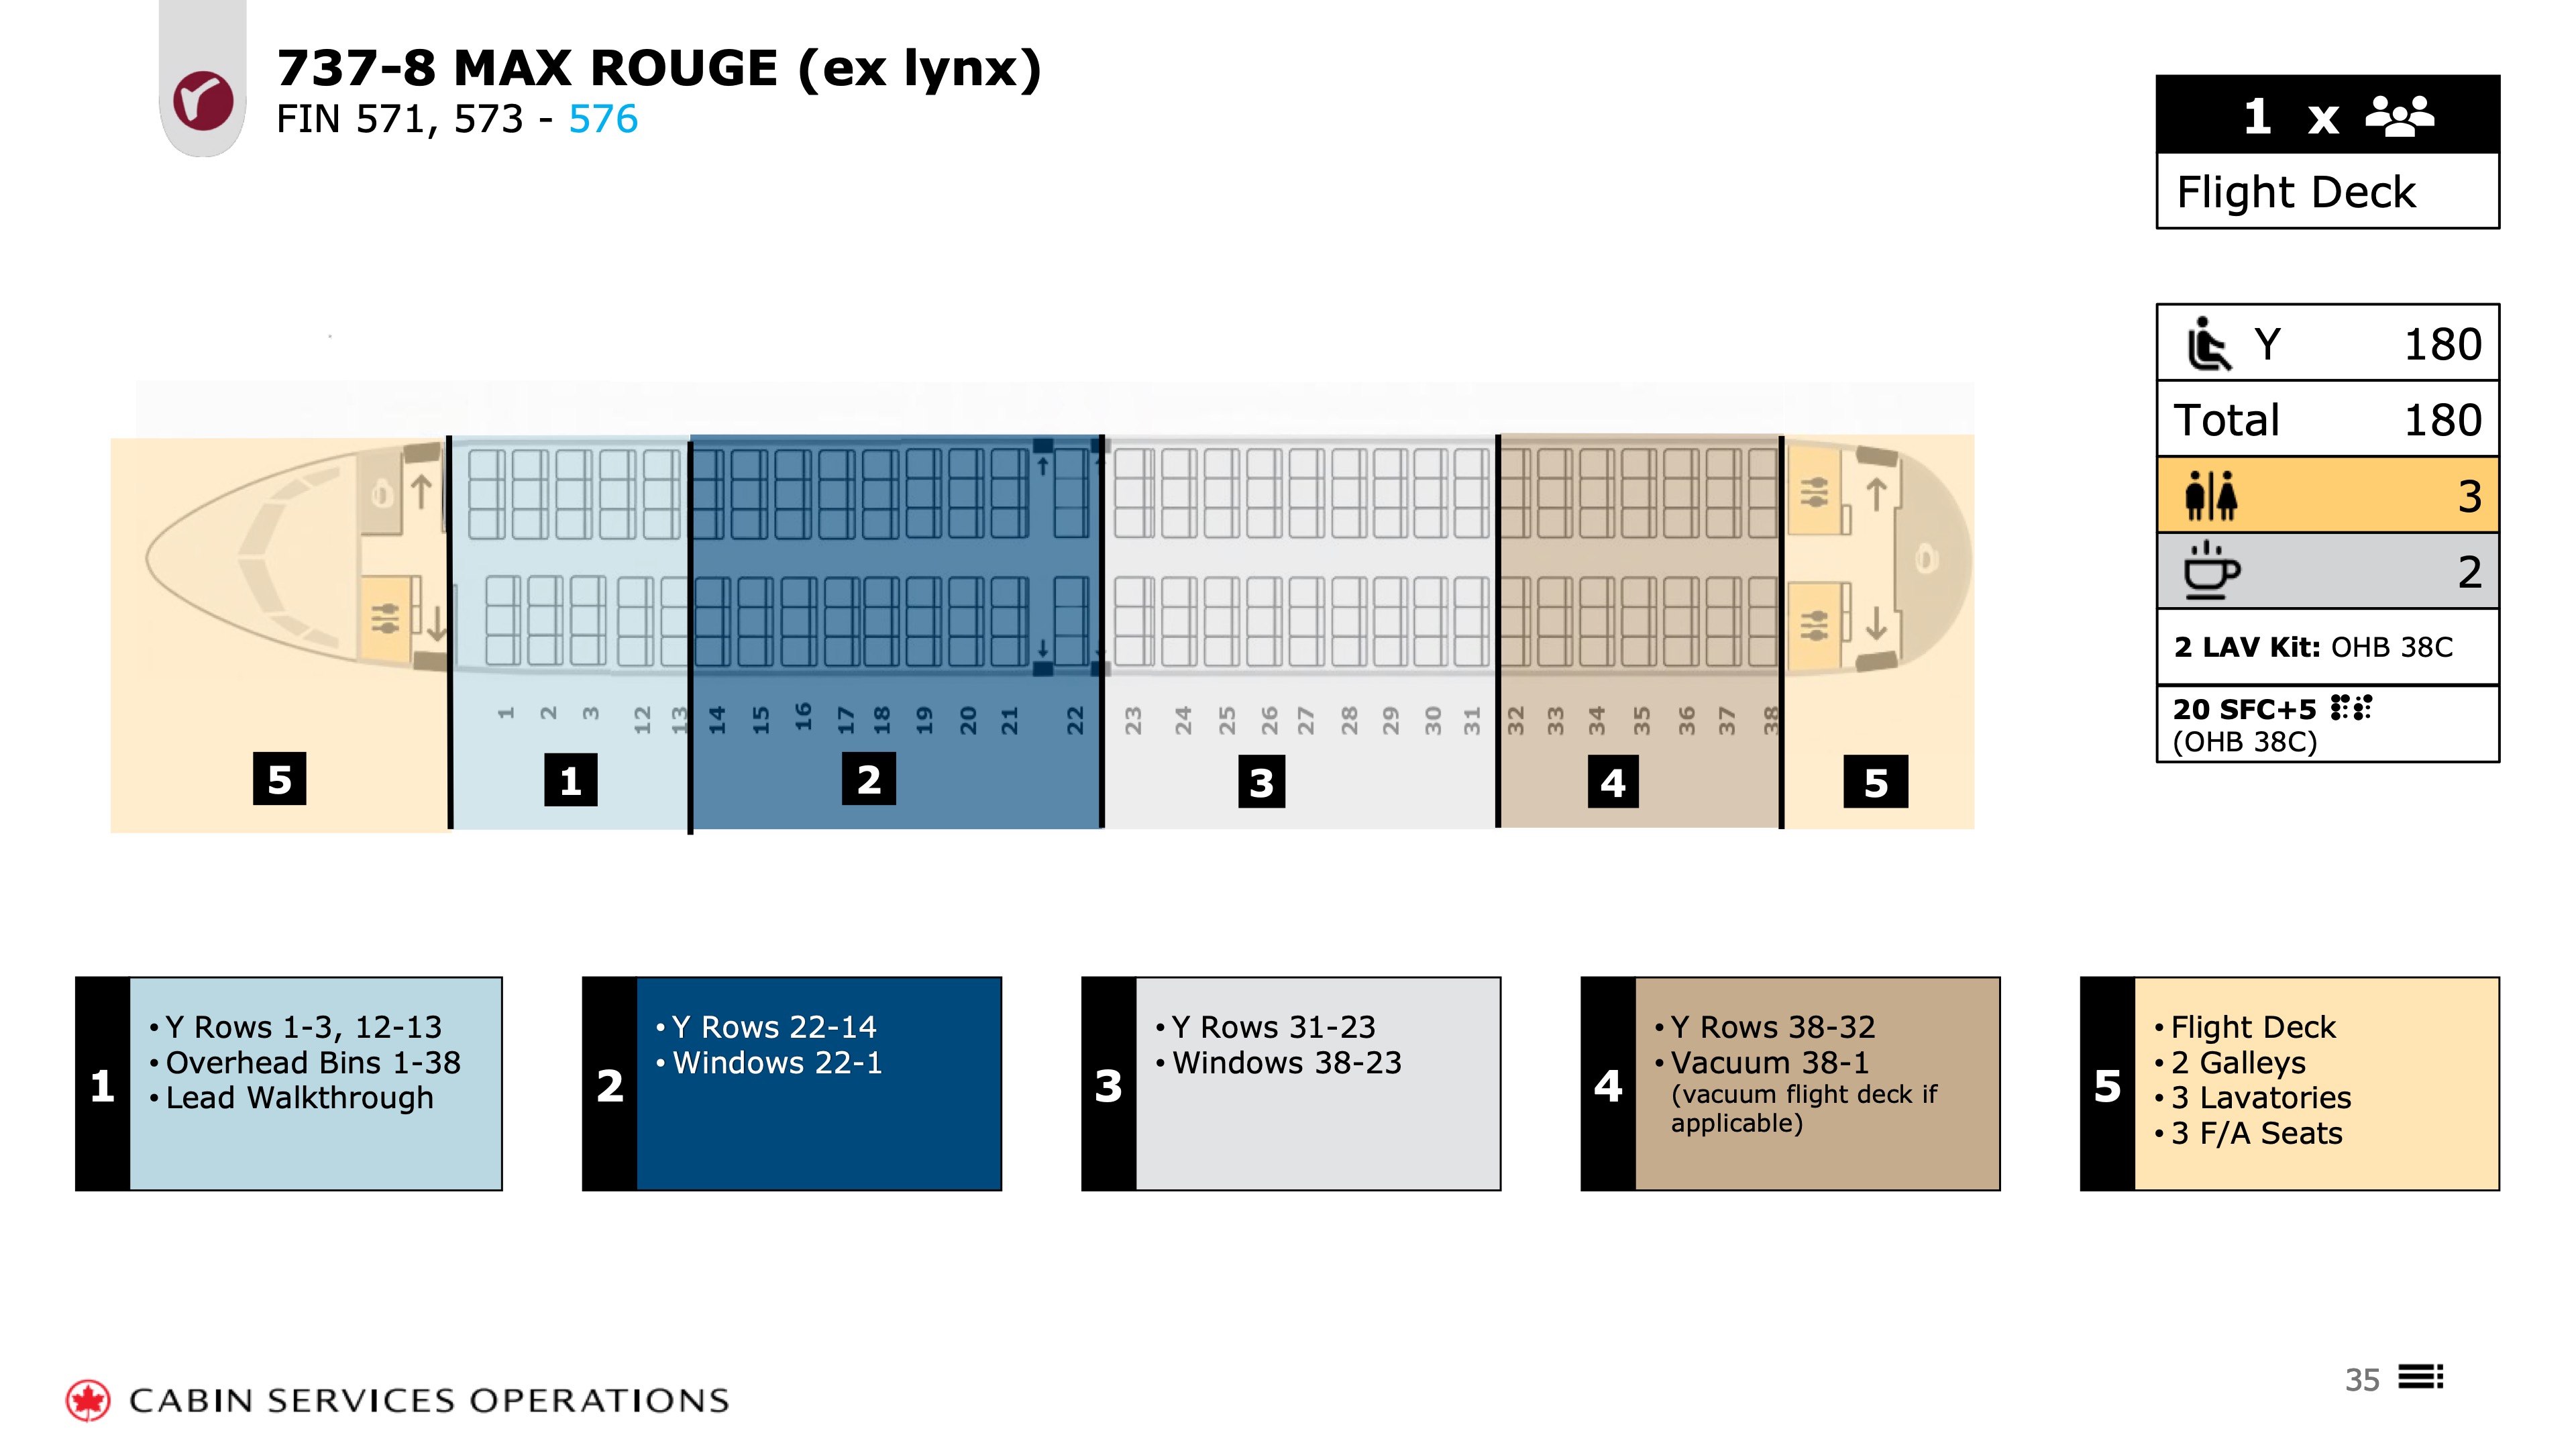 737-8 MAX ROUGE (ex lynx)
FIN 571, 573 - 576
1 x
Flight Deck
Y 180
Total 180
3
2
2 LAV Kit: OHB 38C
20 SFC+5
(OHB 38C)
1 2 3 12 13 14 15 16 17 18 19 20 21 22 23 24 25 26 27 28 29 30 31 32 33 34 35 36 37 38
5 1 2 3 4 5
1
• Y Rows 1-3, 12-13
• Overhead Bins 1-38
• Lead Walkthrough
2
• Y Rows 22-14
• Windows 22-1
3
• Y Rows 31-23
• Windows 38-23
4
• Y Rows 38-32
• Vacuum 38-1
(vacuum flight deck if
applicable)
5
• Flight Deck
• 2 Galleys
• 3 Lavatories
• 3 F/A Seats
CABIN SERVICES OPERATIONS
35